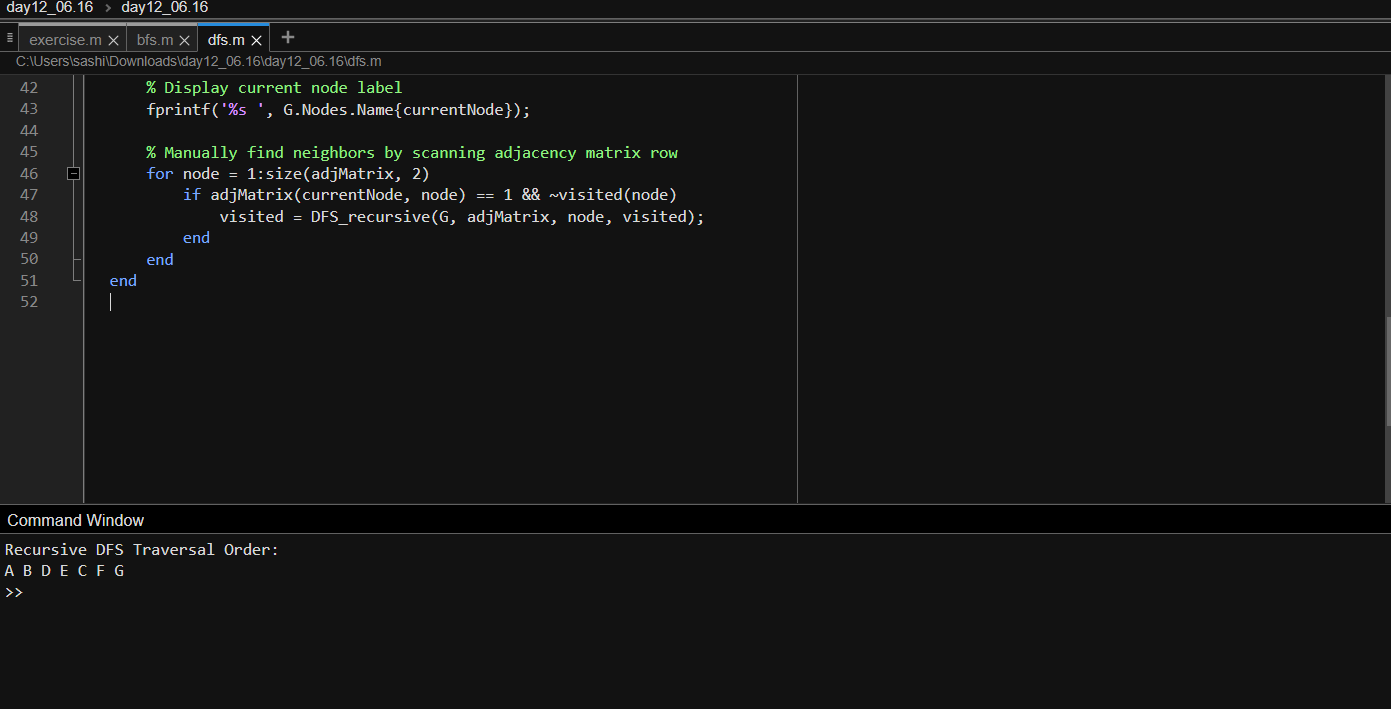 day12_06.16 › day12_06.16
exercise.m × bfs.m × dfs.m × +
C:\Users\sashi\Downloads\day12_06.16\day12_06.16\dfs.m
42 % Display current node label
43 fprintf('%s ', G.Nodes.Name{currentNode});
44
45 % Manually find neighbors by scanning adjacency matrix row
46 for node = 1:size(adjMatrix, 2)
47 if adjMatrix(currentNode, node) == 1 && ~visited(node)
48 visited = DFS_recursive(G, adjMatrix, node, visited);
49 end
50 end
51 end
52
Command Window
Recursive DFS Traversal Order:
A B D E C F G
>>